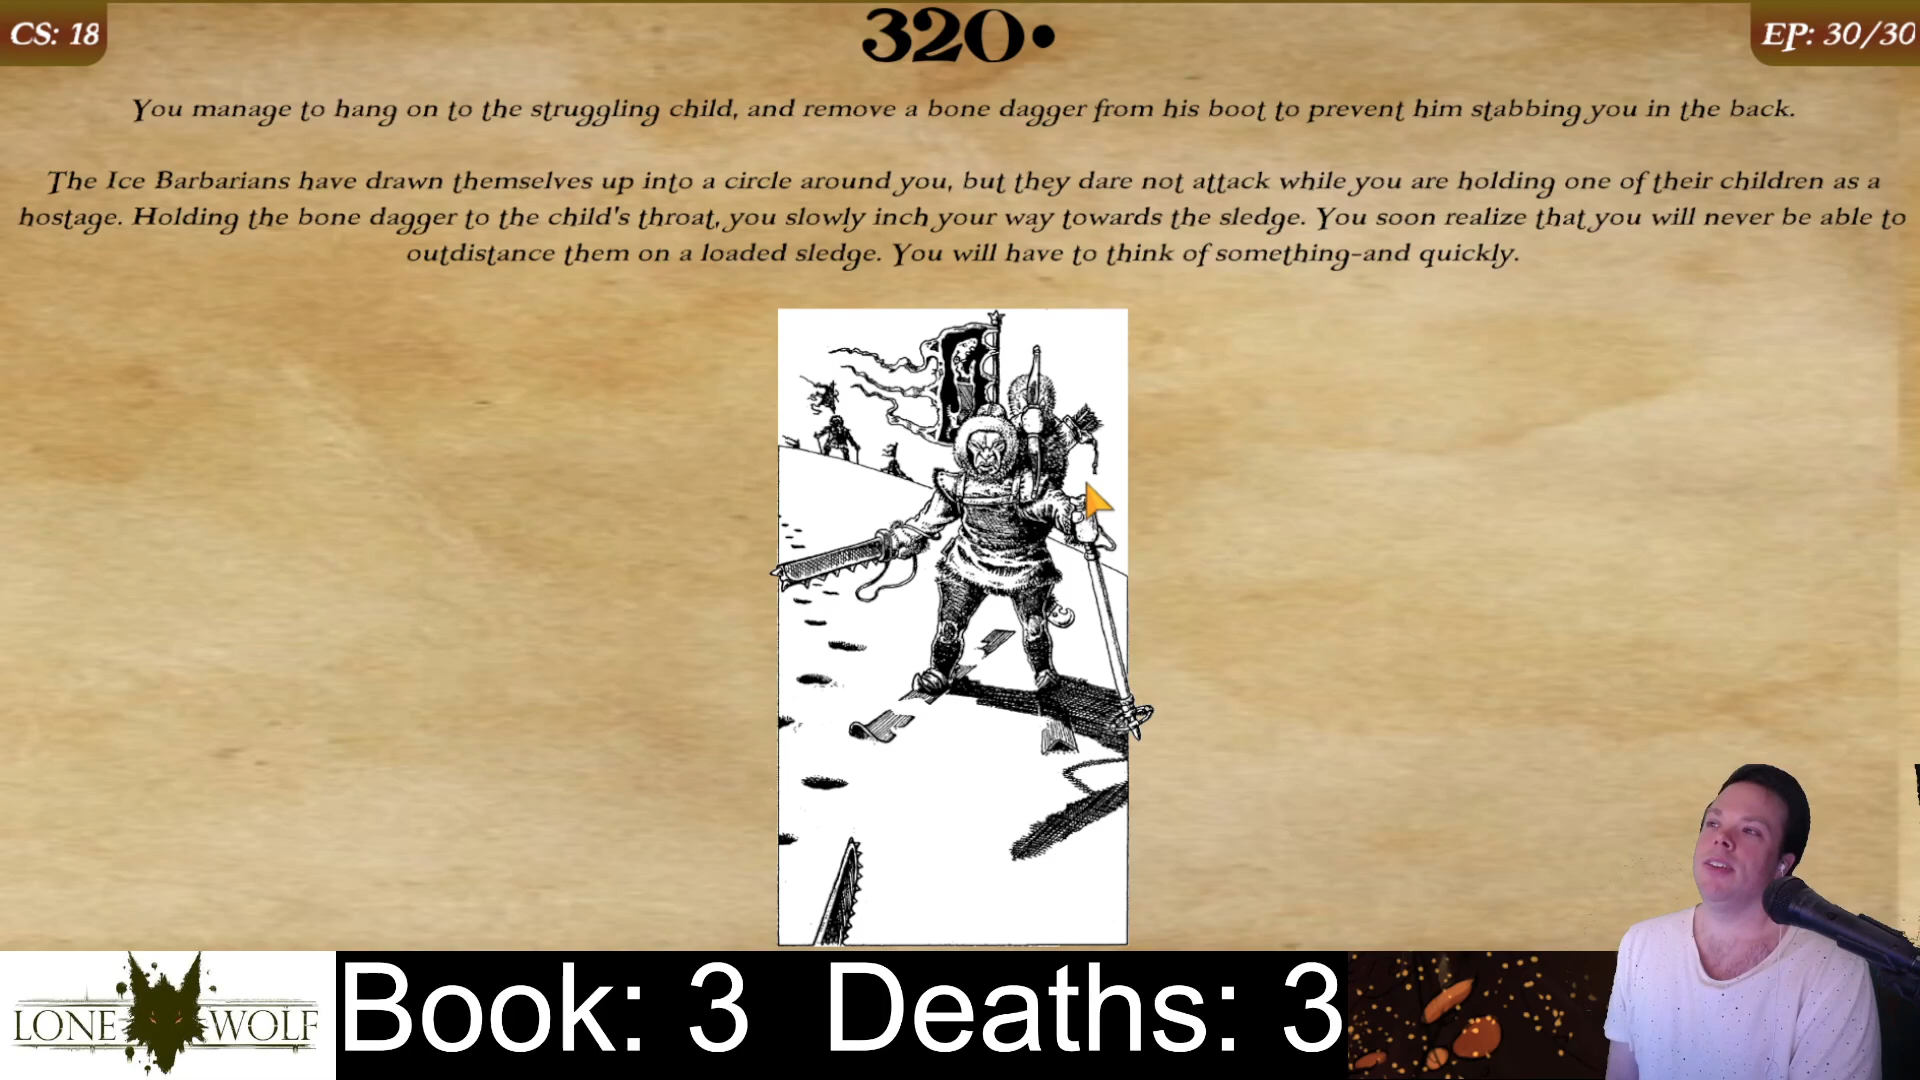 CS: 18
320•
EP: 30/30
You manage to hang on to the struggling child, and remove a bone dagger from his boot to prevent him stabbing you in the back.
The Ice Barbarians have drawn themselves up into a circle around you, but they dare not attack while you are holding one of their children as a
hostage. Holding the bone dagger to the child's throat, you slowly inch your way towards the sledge. You soon realize that you will never be able to
outdistance them on a loaded sledge. You will have to think of something-and quickly.
LONE WOLF
Book: 3 Deaths: 3